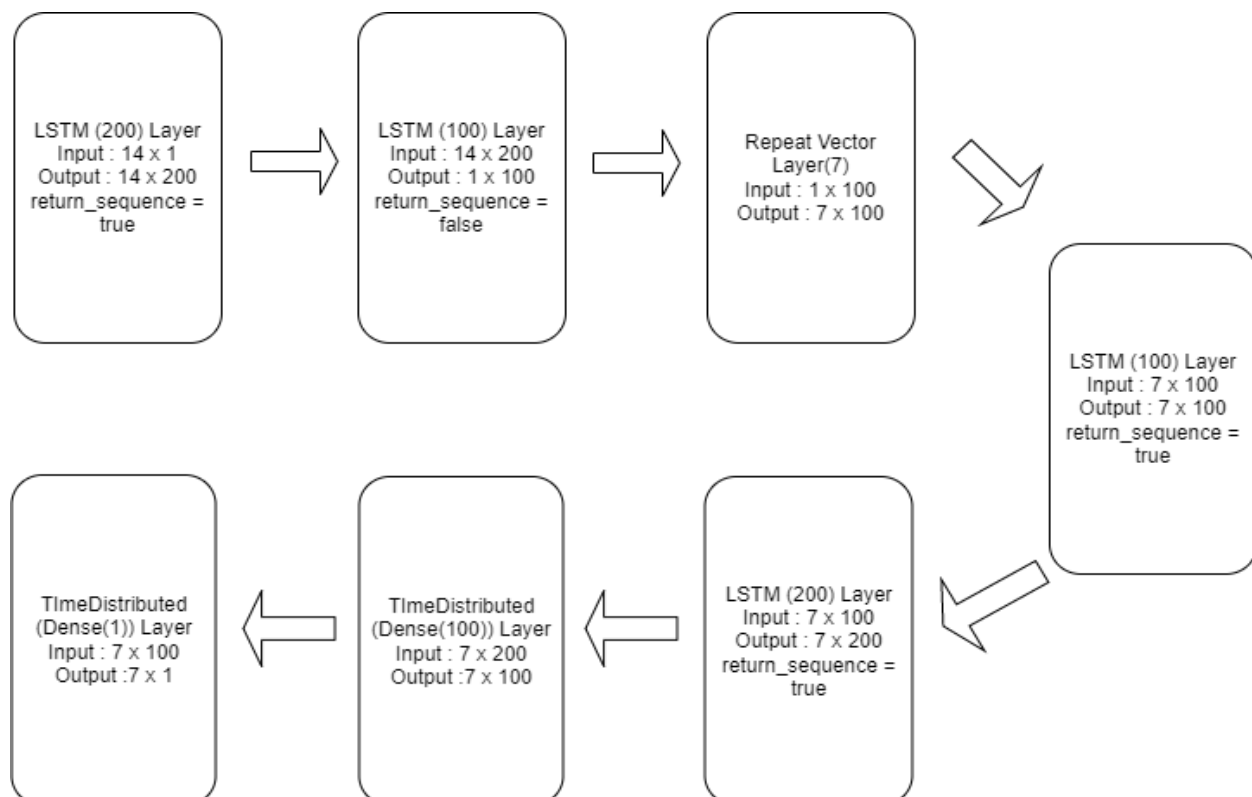 LSTM (200) Layer
Input : 14 x 1
Output : 14 x 200
return_sequence =
true
LSTM (100) Layer
Input : 14 x 200
Output : 1 x 100
return_sequence =
false
Repeat Vector
Layer(7)
Input : 1 x 100
Output : 7 x 100
LSTM (100) Layer
Input : 7 x 100
Output : 7 x 100
return_sequence =
true
LSTM (200) Layer
Input : 7 x 100
Output : 7 x 200
return_sequence =
true
TImeDistributed
(Dense(100)) Layer
Input : 7 x 200
Output :7 x 100
TImeDistributed
(Dense(1)) Layer
Input : 7 x 100
Output :7 x 1